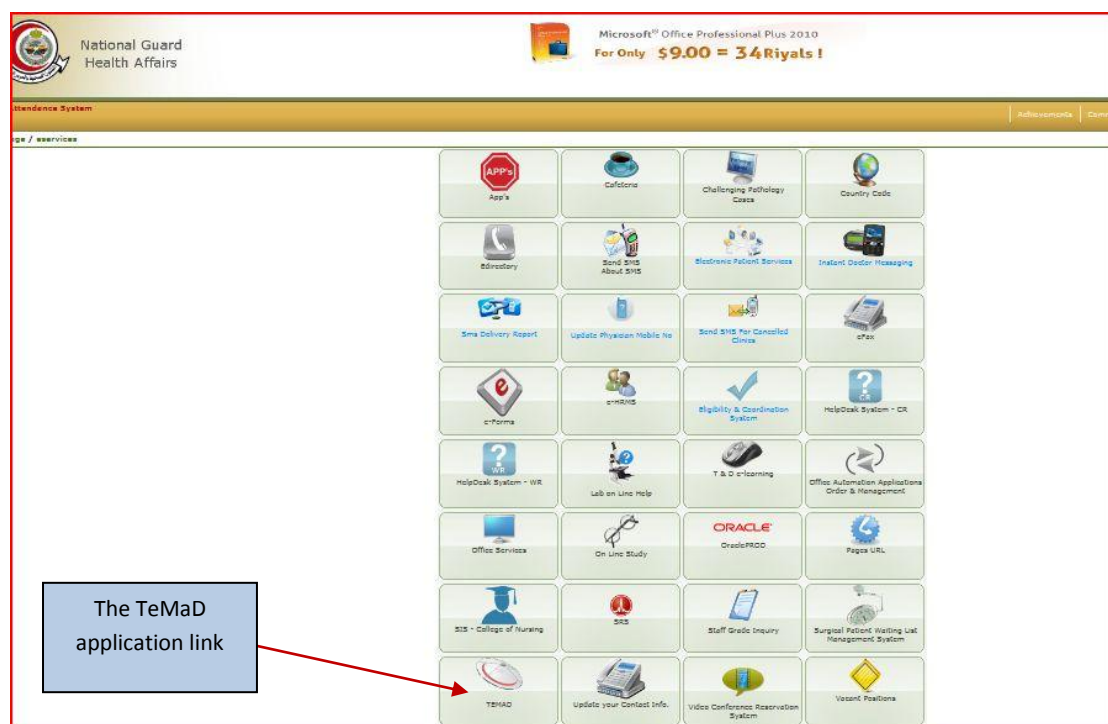 National Guard
Health Affairs
Microsoft® Office Professional Plus 2010
For Only $9.00 = 34Riyals !
Attendance System
Achievements
/ eservices
APP's
App's
Cafeteria
Challenging Pathology
Cases
Country Code
Edirectory
Send SMS
About SMS
Electronic Patient Services
Instant Doctor Messaging
Sms Delivery Report
Update Physician Mobile No
Send SMS For Cancelled
Clinics
eFax
e
e-Forms
e-HRMS
Eligibility & Coordination
System
?
CR
HelpDesk System - CR
?
WR
HelpDesk System - WR
Lab on Line Help
T & D e-learning
Office Automation Applications
Order & Management
Office Services
On Line Study
ORACLE
OraclePROD
Pages URL
SIS - College of Nursing
SRS
Staff Grade Inquiry
Surgical Patient Waiting List
Management System
The TeMaD
application link
TEMAD
Update your Contact Info.
Video Conference Reservation
System
Vacant Positions